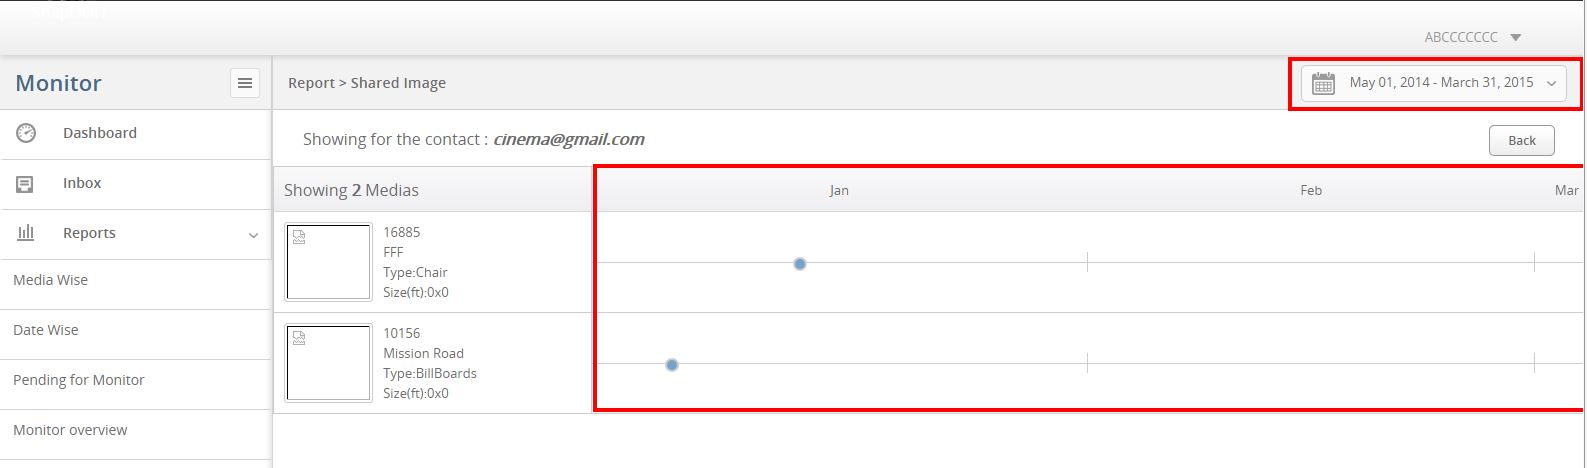 ABCCCCCCC
Monitor
Report > Shared Image
May 01, 2014 - March 31, 2015
Dashboard
Showing for the contact : cinema@gmail.com
Back
Inbox
Showing 2 Medias
Jan
Feb
Mar
Reports
16885
FFF
Type:Chair
Size(ft):0x0
Media Wise
Date Wise
10156
Mission Road
Type:BillBoards
Size(ft):0x0
Pending for Monitor
Monitor overview